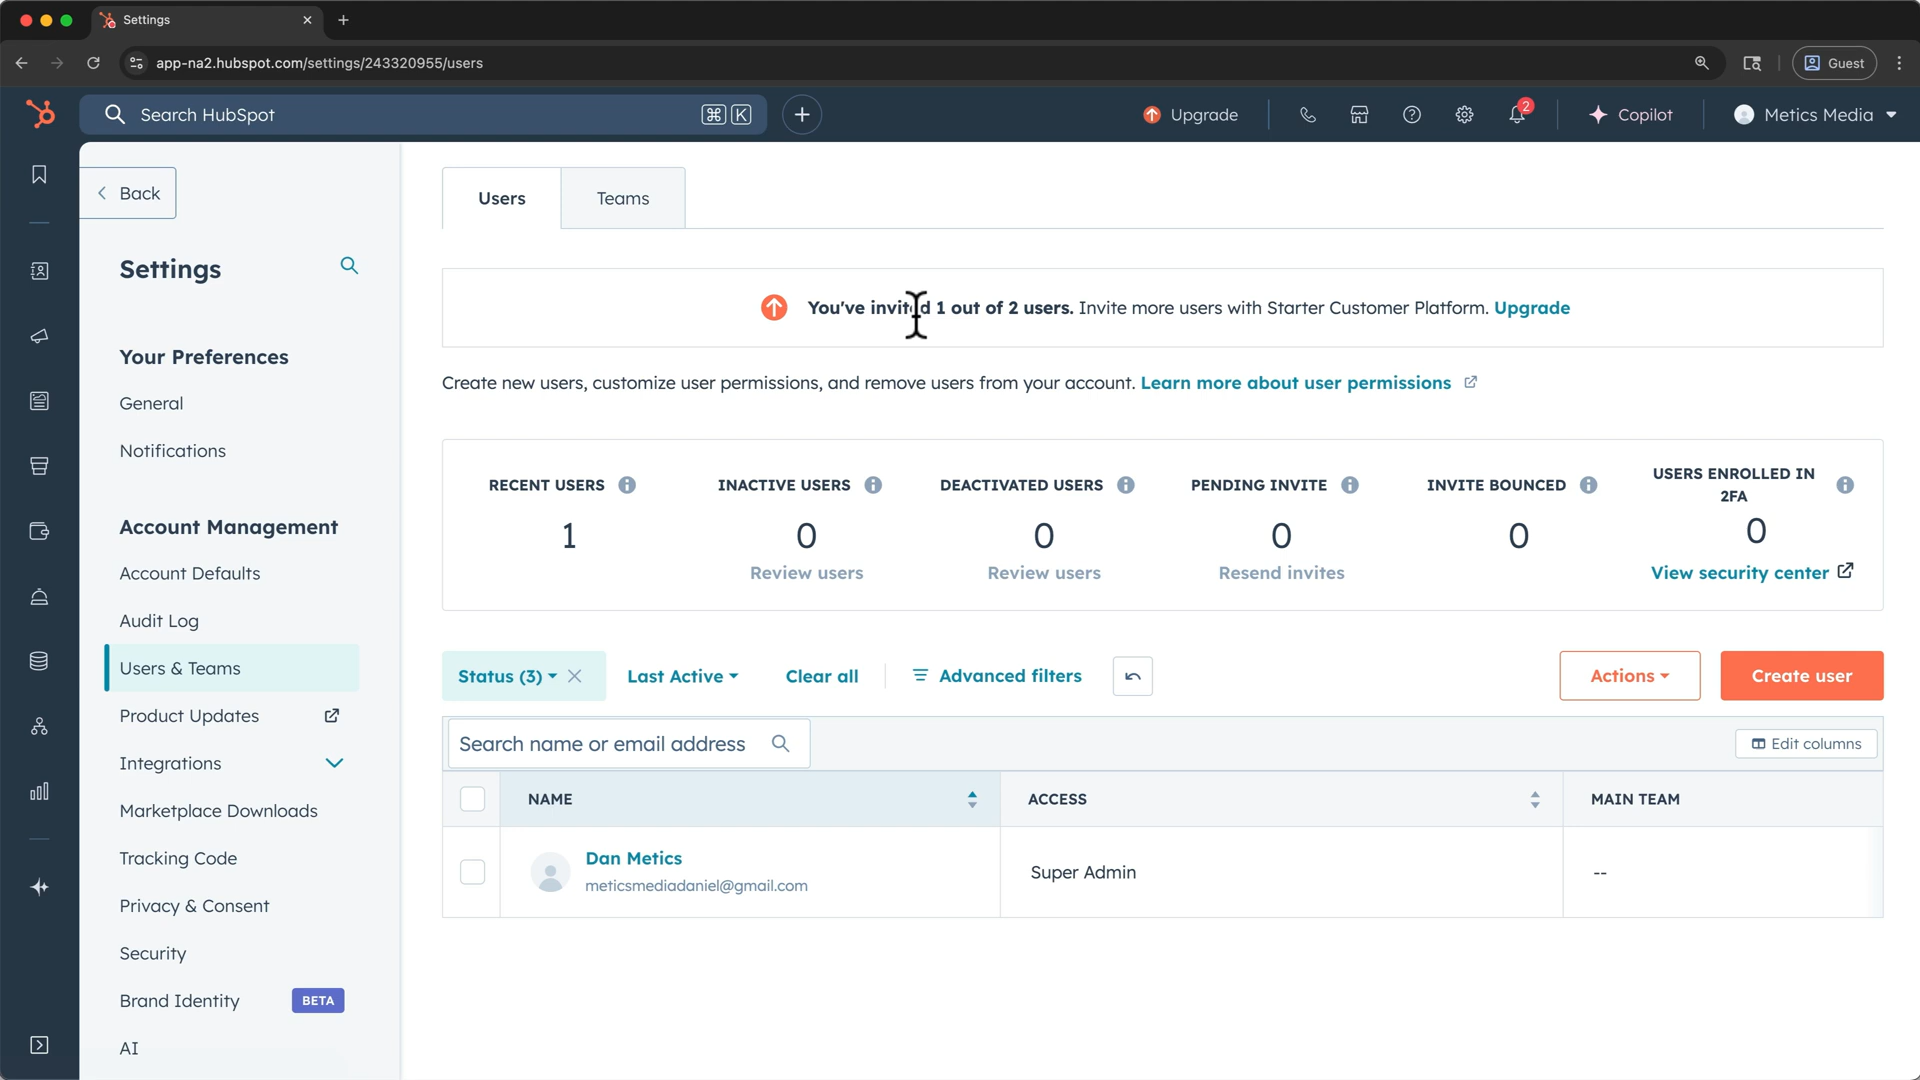 Settings
app-na2.hubspot.com/settings/243320955/users
Guest
Search HubSpot
⌘ K
Upgrade
2
Copilot
Metics Media
Back
Settings
Your Preferences
General
Notifications
Account Management
Account Defaults
Audit Log
Users & Teams
Product Updates
Integrations
Marketplace Downloads
Tracking Code
Privacy & Consent
Security
Brand Identity BETA
AI
Users
Teams
You've invited 1 out of 2 users. Invite more users with Starter Customer Platform. Upgrade
Create new users, customize user permissions, and remove users from your account. Learn more about user permissions
RECENT USERS
1
INACTIVE USERS
0
Review users
DEACTIVATED USERS
0
Review users
PENDING INVITE
0
Resend invites
INVITE BOUNCED
0
USERS ENROLLED IN
2FA
0
View security center
Status (3)
Last Active
Clear all
Advanced filters
Actions
Create user
Search name or email address
Edit columns
NAME
ACCESS
MAIN TEAM
Dan Metics
meticsmediadaniel@gmail.com
Super Admin
--